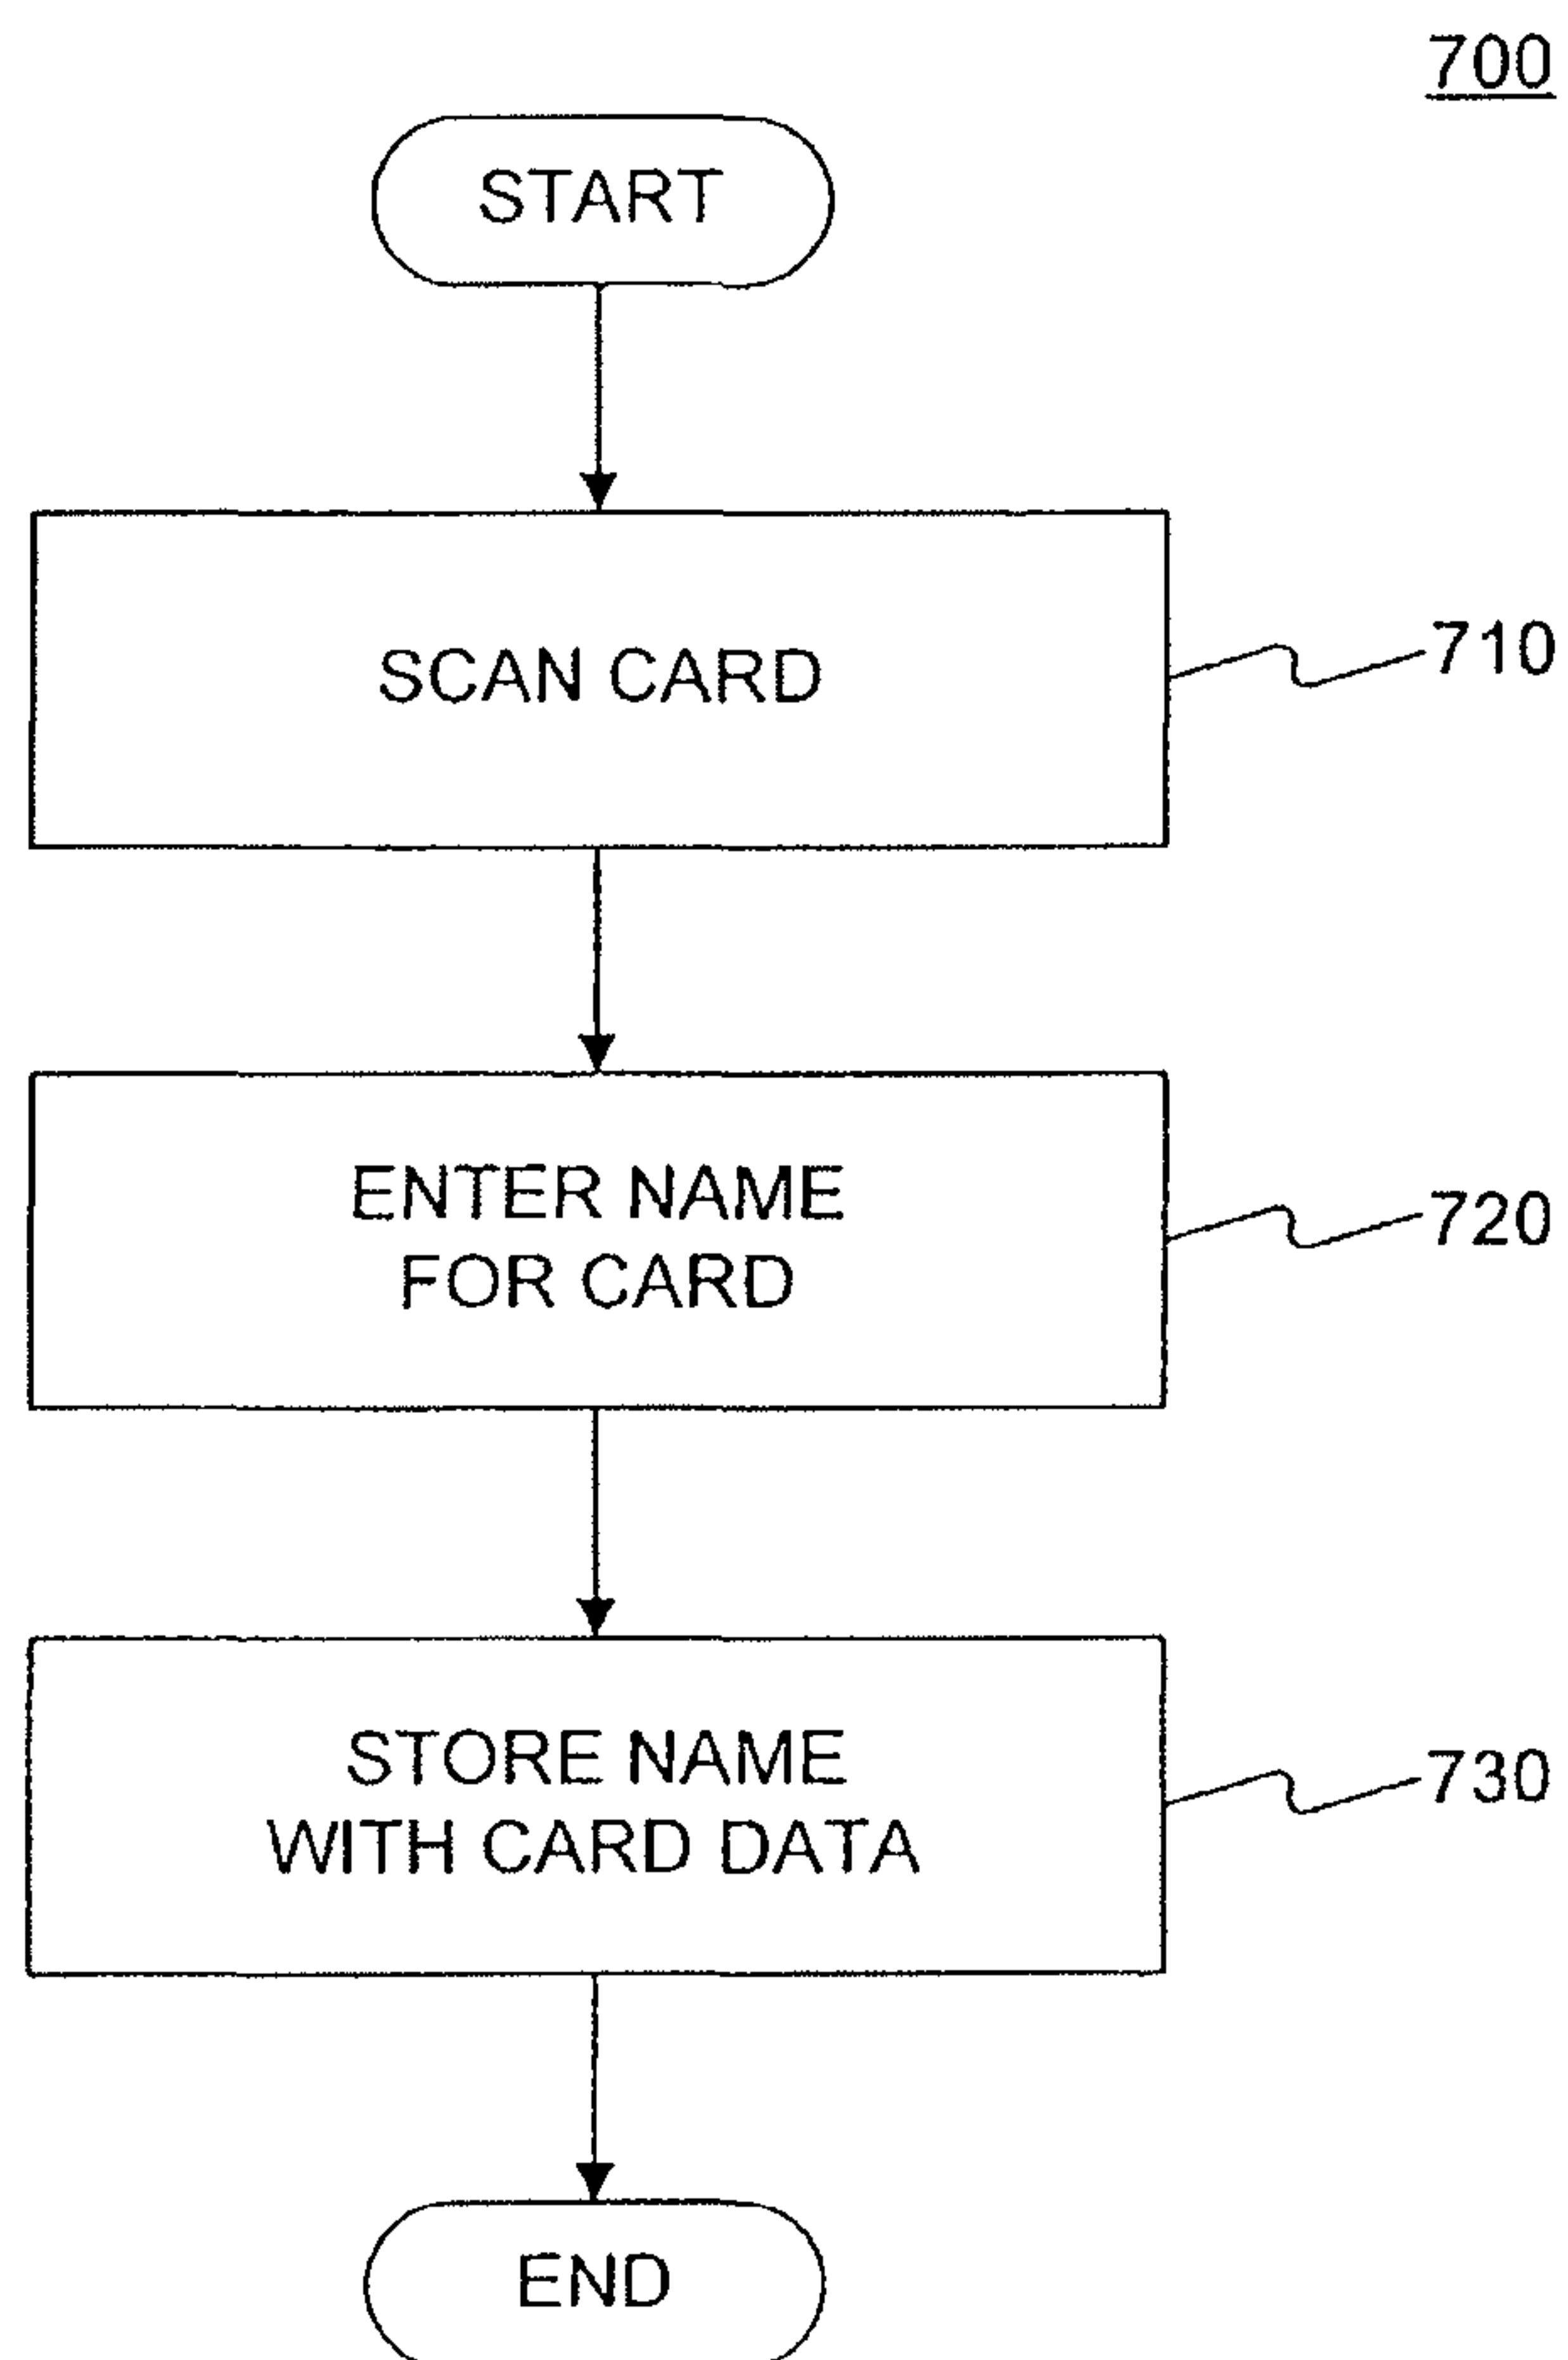 700
START
SCAN CARD
710
ENTER NAME
FOR CARD
720
STORE NAME
WITH CARD DATA
730
END